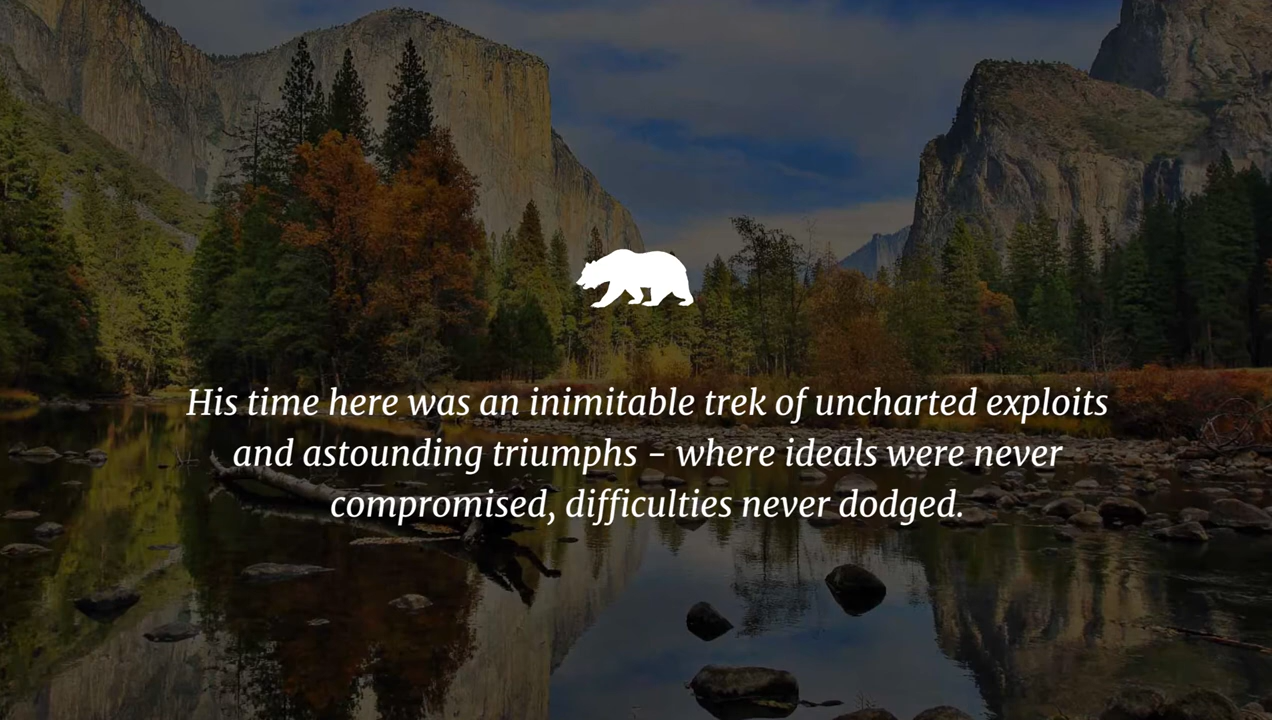 His time here was an inimitable trek of uncharted exploits
and astounding triumphs – where ideals were never
compromised, difficulties never dodged.